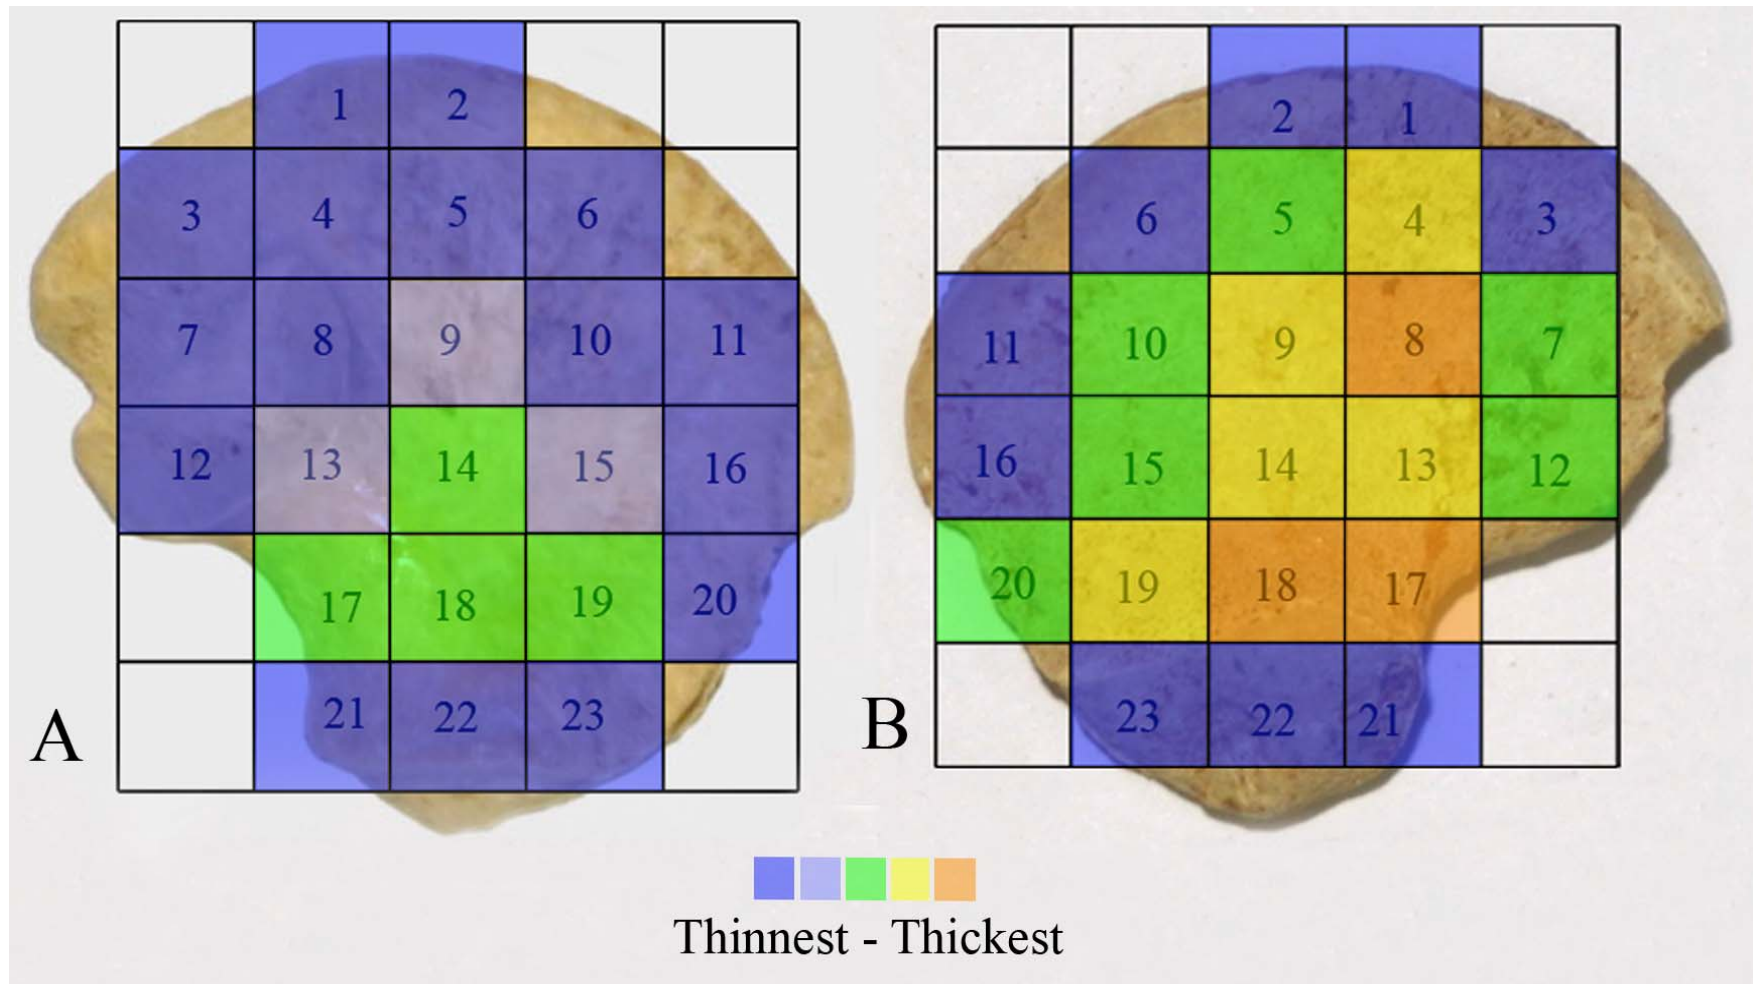 1 2
3 4 5 6
7 8 9 10 11
12 13 14 15 16
17 18 19 20
21 22 23
A
2 1
6 5 4 3
11 10 9 8 7
16 15 14 13 12
20 19 18 17
23 22 21
B
Thinnest - Thickest